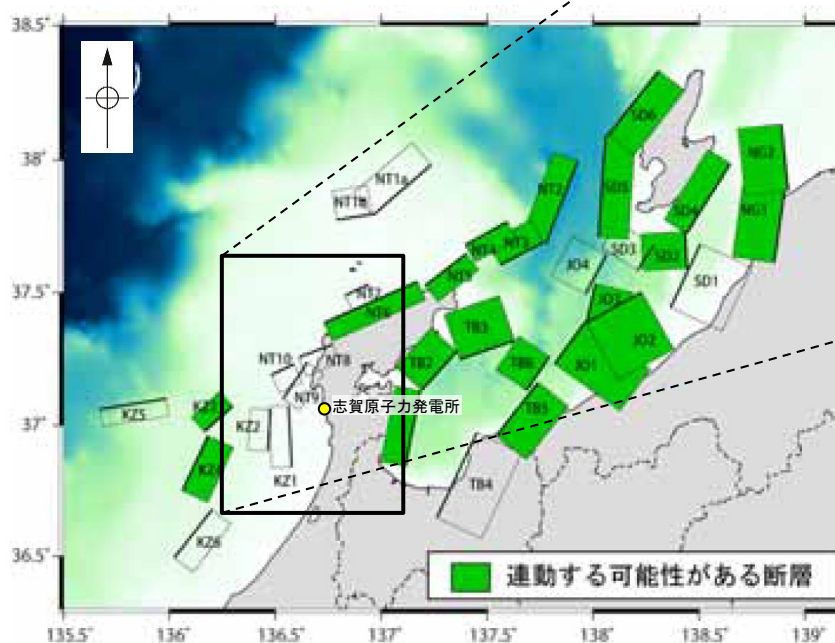 38.5°
38°
37.5°
37°
36.5°
135.5°
136°
136.5°
137°
137.5°
138°
138.5°
139°
SD6
NG2
NT1a
NT1b
NT2
SD5
SD4
NG1
NT3
NT4
SD3
SD2
JO4
SD1
NT5
NT6
JO3
TB3
JO2
NT10
NT8
TB2
TB6
JO1
KZ5
KZ3
NT9
志賀原子力発電所
KZ2
TB5
KZ4
KZ1
TB4
KZ6
連動する可能性がある断層